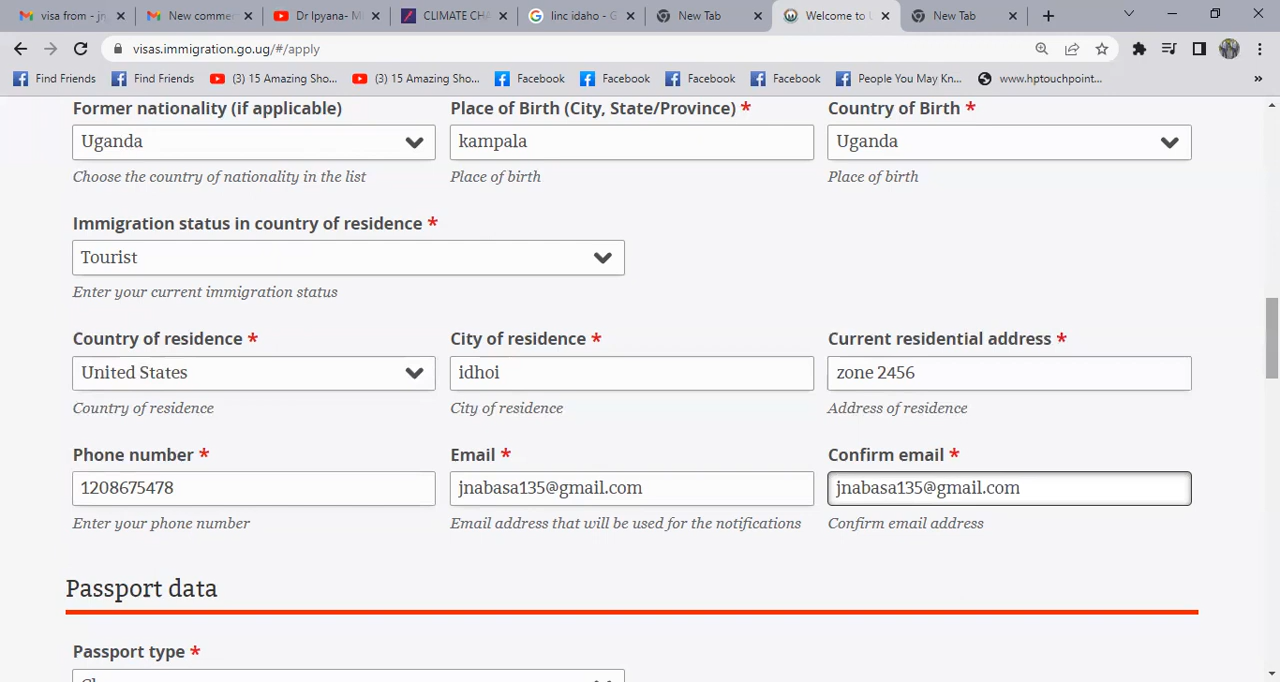 visa from - jn
New commer
Dr Ipyana- M
CLIMATE CH
linc idaho - G
New Tab
Welcome to U
New Tab
visas.immigration.go.ug/#/apply
Find Friends
Find Friends
(3) 15 Amazing Sho...
(3) 15 Amazing Sho...
Facebook
Facebook
Facebook
Facebook
People You May Kn...
www.hptouchpoint...
»
Former nationality (if applicable)
Place of Birth (City, State/Province) *
Country of Birth *
Uganda
kampala
Uganda
Choose the country of nationality in the list
Place of birth
Place of birth
Immigration status in country of residence *
Tourist
Enter your current immigration status
Country of residence *
City of residence *
Current residential address *
United States
idhoi
zone 2456
Country of residence
City of residence
Address of residence
Phone number *
Email *
Confirm email *
1208675478
jnabasa135@gmail.com
jnabasa135@gmail.com
Enter your phone number
Email address that will be used for the notifications
Confirm email address
Passport data
Passport type *